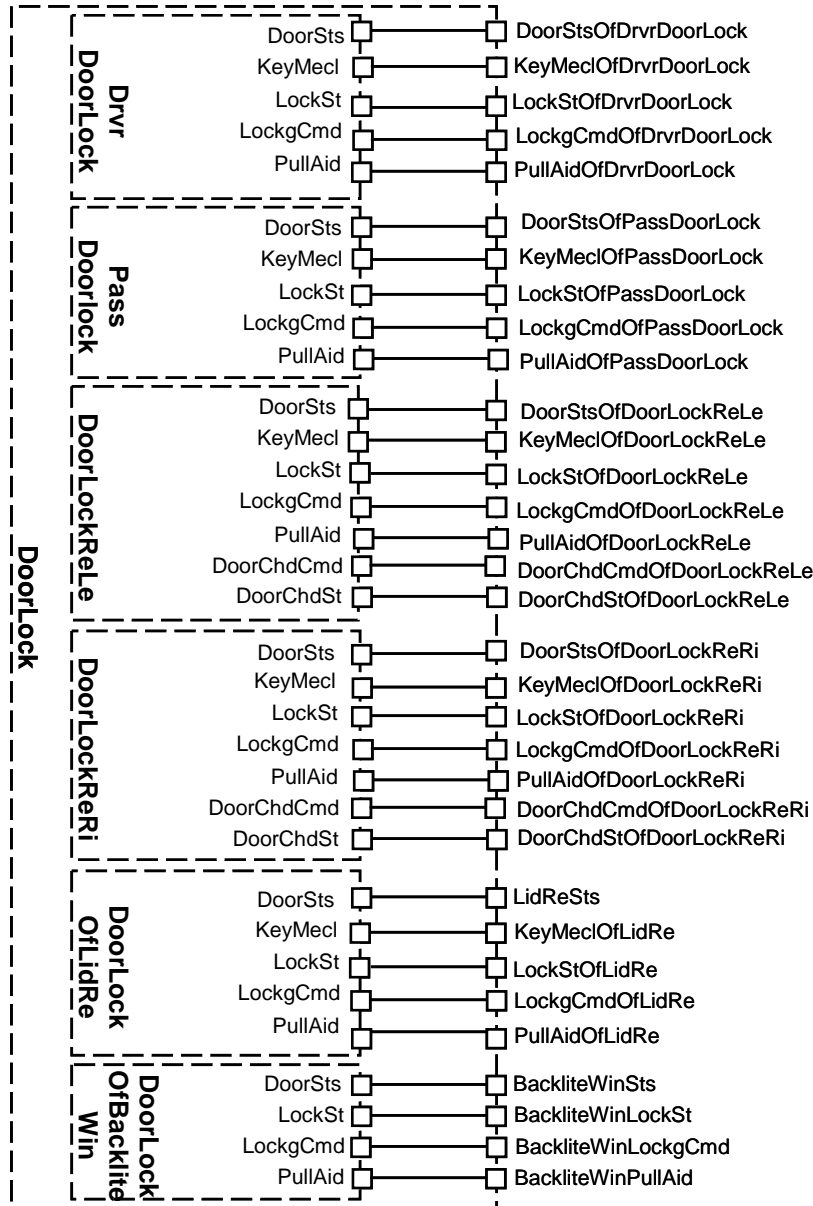 DoorLock
Drvr
DoorLock
DoorSts DoorStsOfDrvrDoorLock
KeyMecl KeyMeclOfDrvrDoorLock
LockSt LockStOfDrvrDoorLock
LockgCmd LockgCmdOfDrvrDoorLock
PullAid PullAidOfDrvrDoorLock
Pass
Doorlock
DoorSts DoorStsOfPassDoorLock
KeyMecl KeyMeclOfPassDoorLock
LockSt LockStOfPassDoorLock
LockgCmd LockgCmdOfPassDoorLock
PullAid PullAidOfPassDoorLock
DoorLockReLe
DoorSts DoorStsOfDoorLockReLe
KeyMecl KeyMeclOfDoorLockReLe
LockSt LockStOfDoorLockReLe
LockgCmd LockgCmdOfDoorLockReLe
PullAid PullAidOfDoorLockReLe
DoorChdCmd DoorChdCmdOfDoorLockReLe
DoorChdSt DoorChdStOfDoorLockReLe
DoorLockReRi
DoorSts DoorStsOfDoorLockReRi
KeyMecl KeyMeclOfDoorLockReRi
LockSt LockStOfDoorLockReRi
LockgCmd LockgCmdOfDoorLockReRi
PullAid PullAidOfDoorLockReRi
DoorChdCmd DoorChdCmdOfDoorLockReRi
DoorChdSt DoorChdStOfDoorLockReRi
DoorLock
OfLidRe
DoorSts LidReSts
KeyMecl KeyMeclOfLidRe
LockSt LockStOfLidRe
LockgCmd LockgCmdOfLidRe
PullAid PullAidOfLidRe
DoorLock
OfBacklite
Win
DoorSts BackliteWinSts
LockSt BackliteWinLockSt
LockgCmd BackliteWinLockgCmd
PullAid BackliteWinPullAid